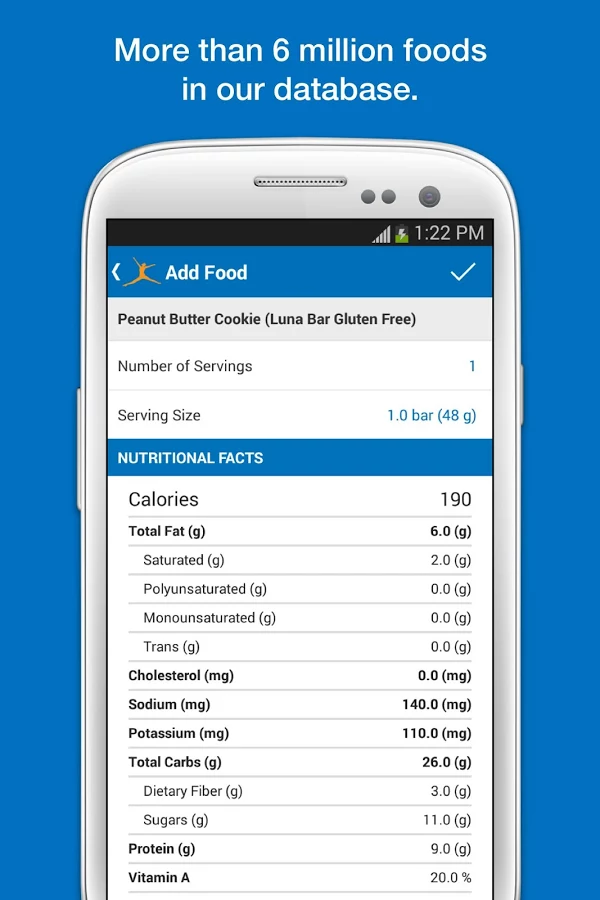 More than 6 million foods
in our database.
1:22 PM
Add Food
Peanut Butter Cookie (Luna Bar Gluten Free)
Number of Servings 1
Serving Size 1.0 bar (48 g)
NUTRITIONAL FACTS
Calories 190
Total Fat (g) 6.0 (g)
Saturated (g) 2.0 (g)
Polyunsaturated (g) 0.0 (g)
Monounsaturated (g) 0.0 (g)
Trans (g) 0.0 (g)
Cholesterol (mg) 0.0 (mg)
Sodium (mg) 140.0 (mg)
Potassium (mg) 110.0 (mg)
Total Carbs (g) 26.0 (g)
Dietary Fiber (g) 3.0 (g)
Sugars (g) 11.0 (g)
Protein (g) 9.0 (g)
Vitamin A 20.0 %